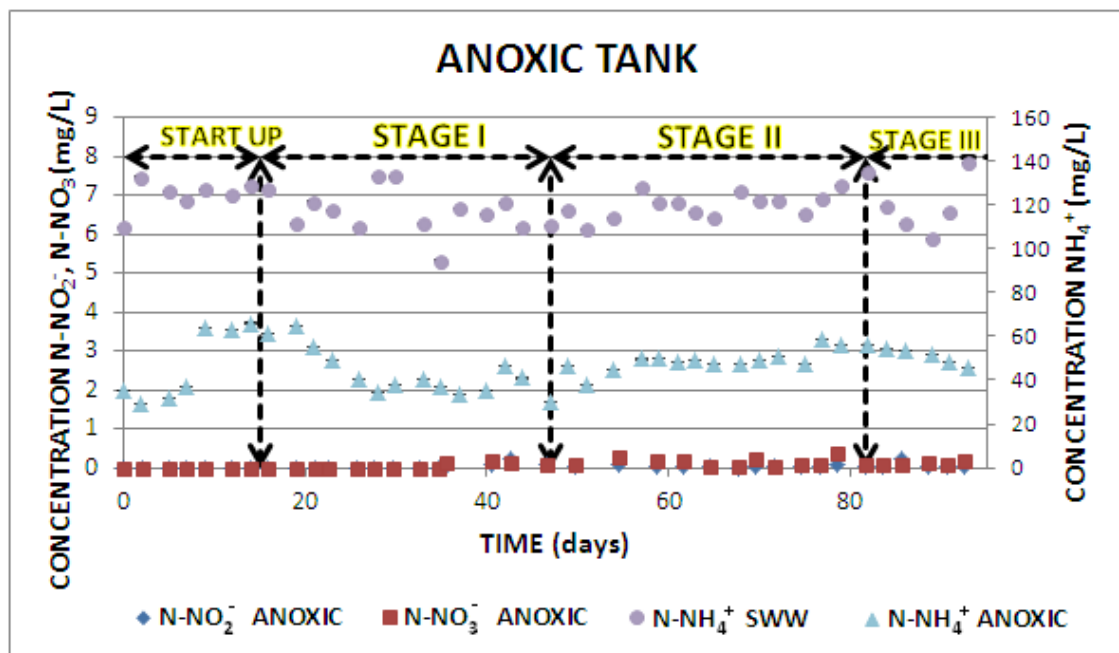 ANOXIC TANK
START UP
STAGE I
STAGE II
STAGE III
CONCENTRATION N-NO₂⁻, N-NO₃ (mg/L)
9
8
7
6
5
4
3
2
1
0
160
140
120
100
80
60
40
20
0
CONCENTRATION NH₄⁺ (mg/L)
0 20 40 60 80
TIME (days)
N-NO₂⁻ ANOXIC N-NO₃⁻ ANOXIC N-NH₄⁺ SWW N-NH₄⁺ ANOXIC